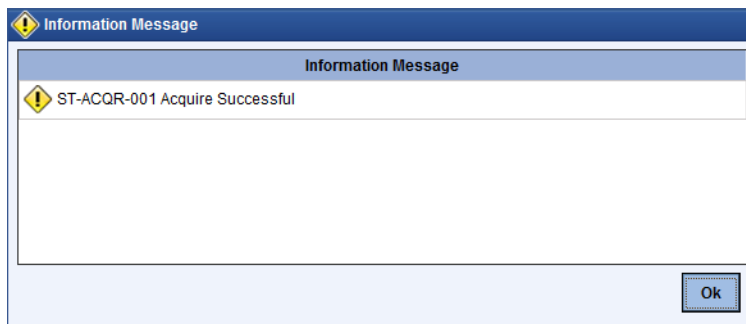 Information Message
Information Message
ST-ACQR-001 Acquire Successful
Ok